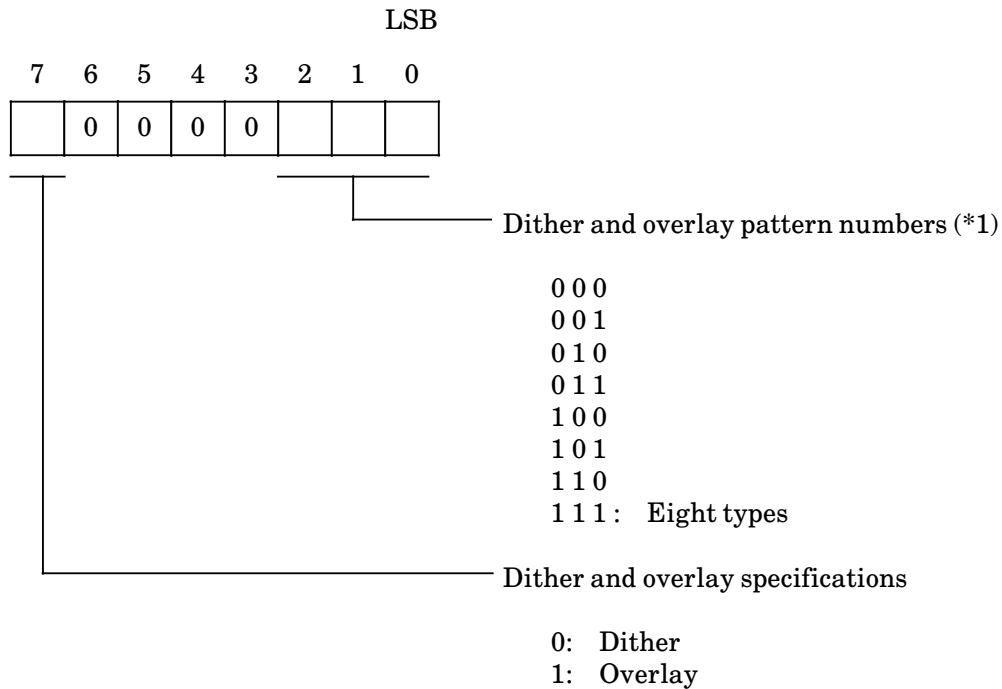 LSB
7 6 5 4 3 2 1 0
0 0 0 0
Dither and overlay pattern numbers (*1)
0 0 0
0 0 1
0 1 0
0 1 1
1 0 0
1 0 1
1 1 0
1 1 1 : Eight types
Dither and overlay specifications
0: Dither
1: Overlay